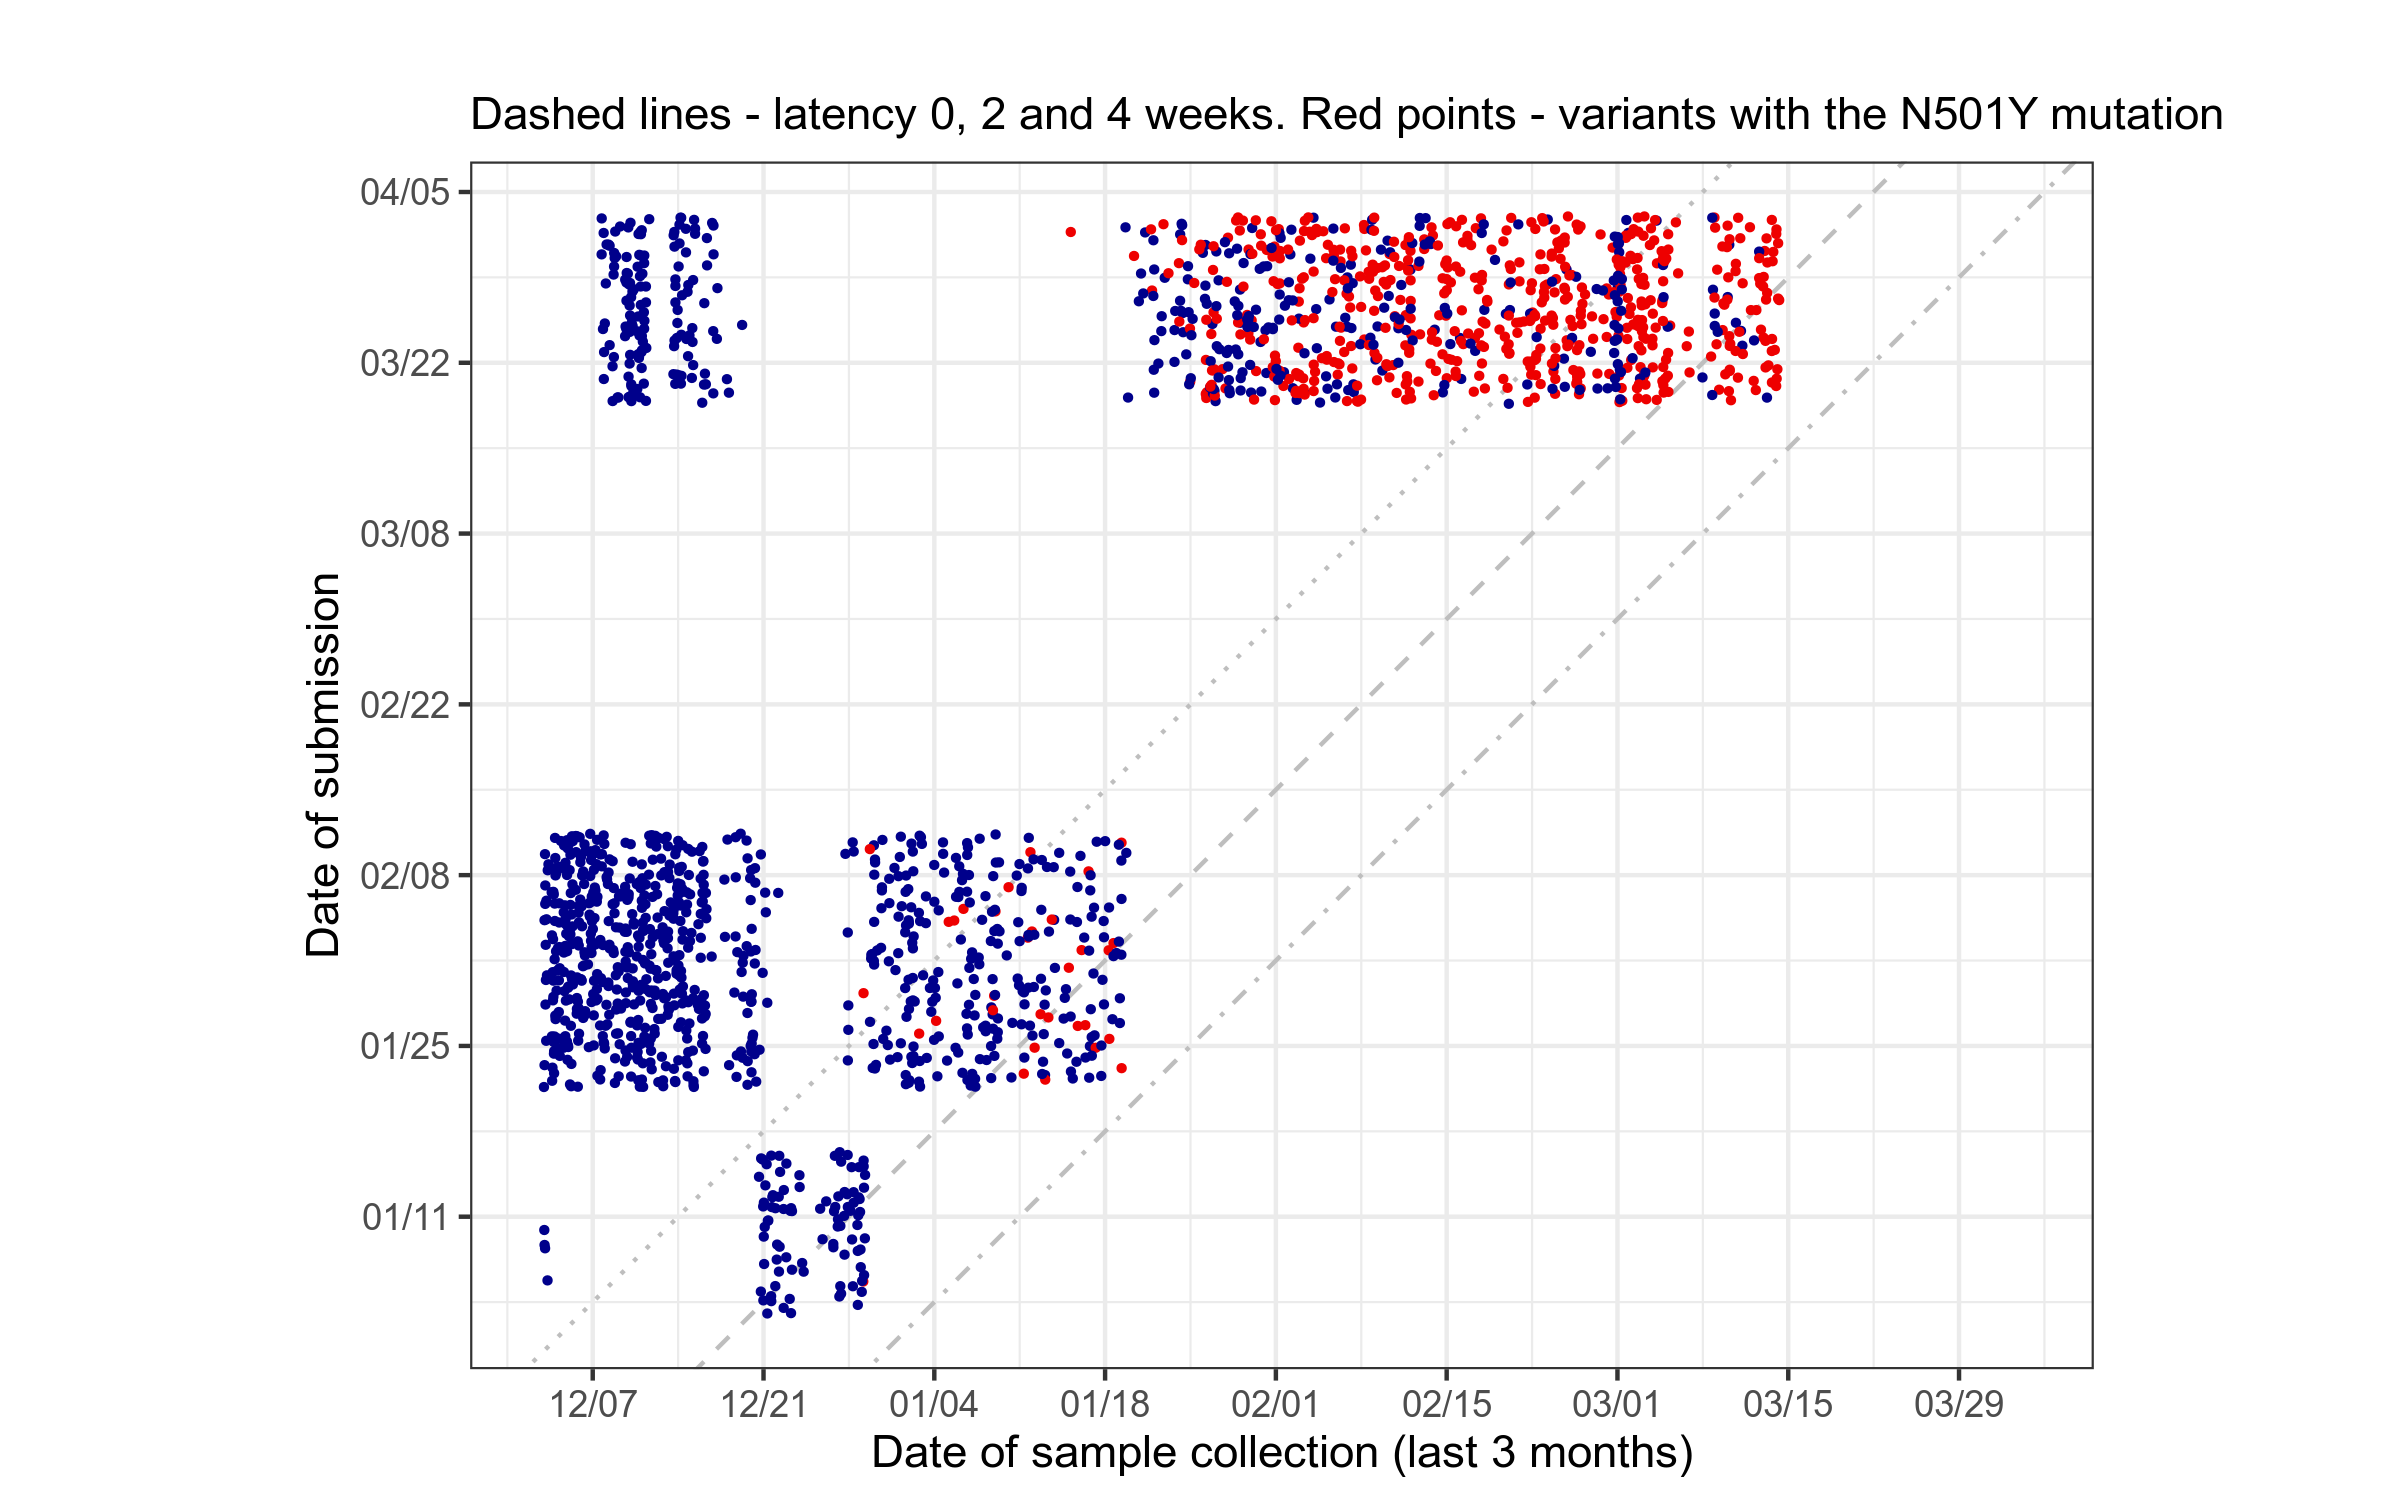 Dashed lines - latency 0, 2 and 4 weeks. Red points - variants with the N501Y mutation
Date of submission
04/05
03/22
03/08
02/22
02/08
01/25
01/11
12/07 12/21 01/04 01/18 02/01 02/15 03/01 03/15 03/29
Date of sample collection (last 3 months)